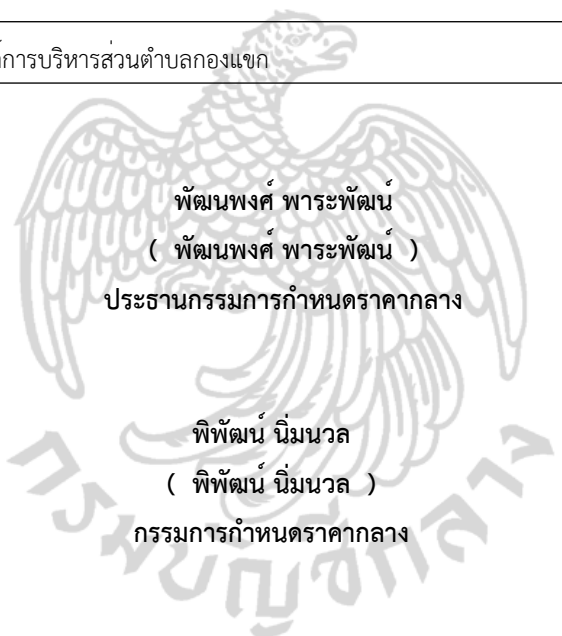 การบริหารส่วนตำบลกองแขก
พัฒนพงศ์ พาระพัฒน์
( พัฒนพงศ์ พาระพัฒน์ )
ประธานกรรมการกำหนดราคากลาง
พิพัฒน์ นิ่มนวล
( พิพัฒน์ นิ่มนวล )
กรรมการกำหนดราคากลาง
กรมบัญชีกลาง